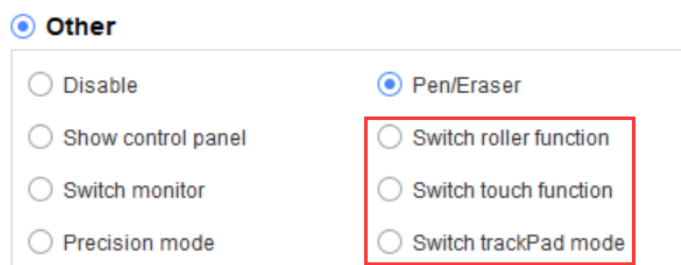 Other
Disable
Pen/Eraser
Show control panel
Switch roller function
Switch monitor
Switch touch function
Precision mode
Switch trackPad mode